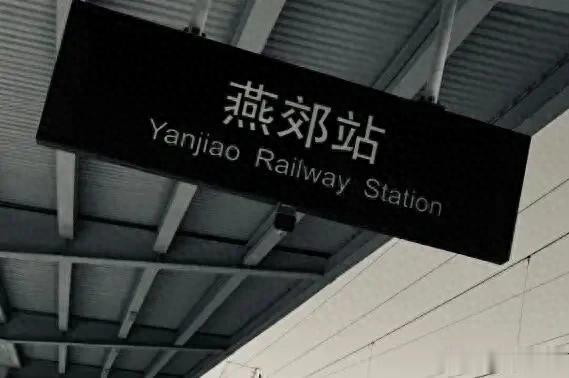 燕郊站
Yanjiao Railway Station